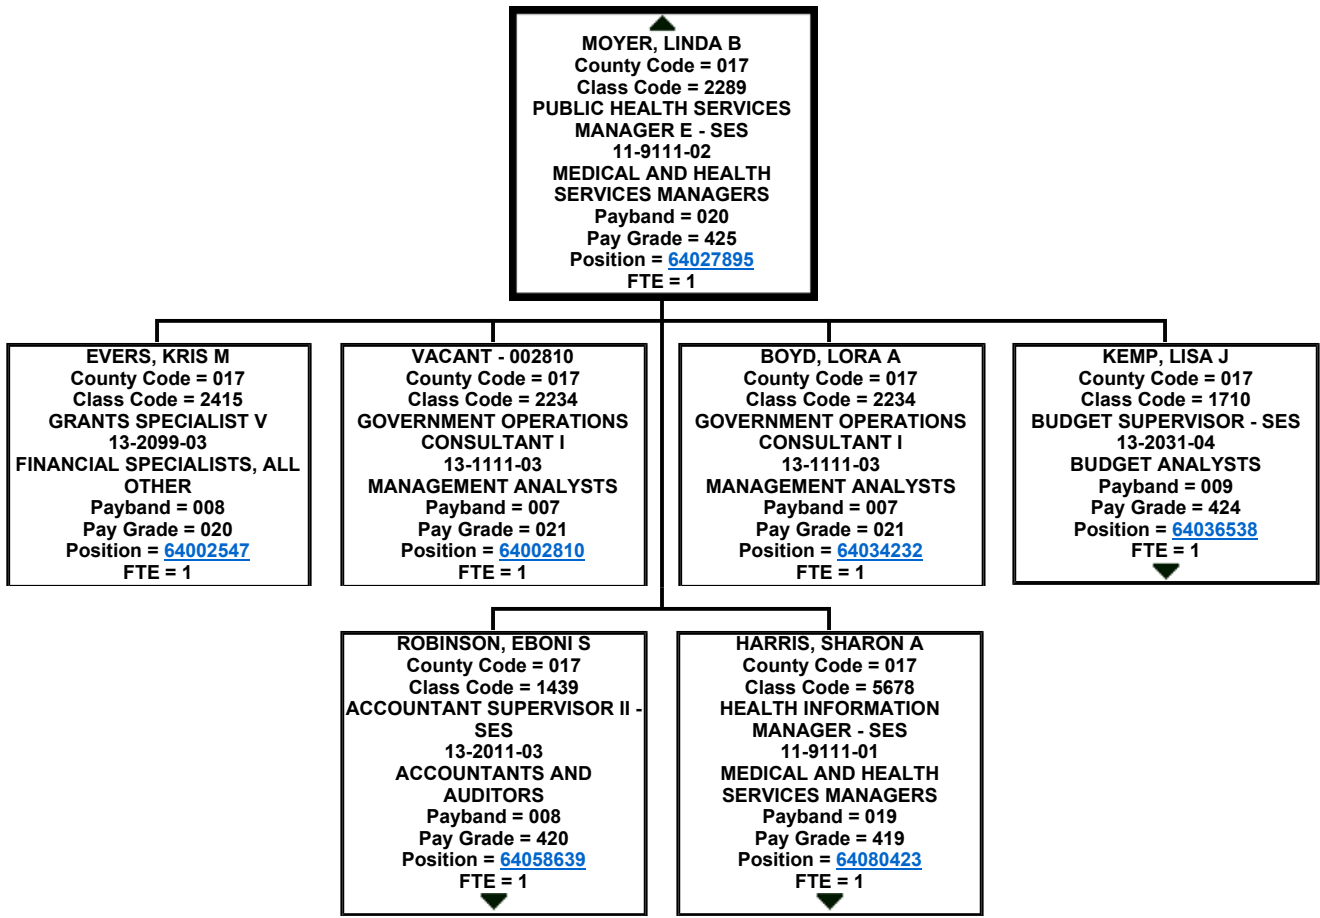 MOYER, LINDA B
County Code = 017
Class Code = 2289
PUBLIC HEALTH SERVICES
MANAGER E - SES
11-9111-02
MEDICAL AND HEALTH
SERVICES MANAGERS
Payband = 020
Pay Grade = 425
Position = 64027895
FTE = 1
EVERS, KRIS M
County Code = 017
Class Code = 2415
GRANTS SPECIALIST V
13-2099-03
FINANCIAL SPECIALISTS, ALL
OTHER
Payband = 008
Pay Grade = 020
Position = 64002547
FTE = 1
VACANT - 002810
County Code = 017
Class Code = 2234
GOVERNMENT OPERATIONS
CONSULTANT I
13-1111-03
MANAGEMENT ANALYSTS
Payband = 007
Pay Grade = 021
Position = 64002810
FTE = 1
BOYD, LORA A
County Code = 017
Class Code = 2234
GOVERNMENT OPERATIONS
CONSULTANT I
13-1111-03
MANAGEMENT ANALYSTS
Payband = 007
Pay Grade = 021
Position = 64034232
FTE = 1
KEMP, LISA J
County Code = 017
Class Code = 1710
BUDGET SUPERVISOR - SES
13-2031-04
BUDGET ANALYSTS
Payband = 009
Pay Grade = 424
Position = 64036538
FTE = 1
ROBINSON, EBONI S
County Code = 017
Class Code = 1439
ACCOUNTANT SUPERVISOR II -
SES
13-2011-03
ACCOUNTANTS AND
AUDITORS
Payband = 008
Pay Grade = 420
Position = 64058639
FTE = 1
HARRIS, SHARON A
County Code = 017
Class Code = 5678
HEALTH INFORMATION
MANAGER - SES
11-9111-01
MEDICAL AND HEALTH
SERVICES MANAGERS
Payband = 019
Pay Grade = 419
Position = 64080423
FTE = 1